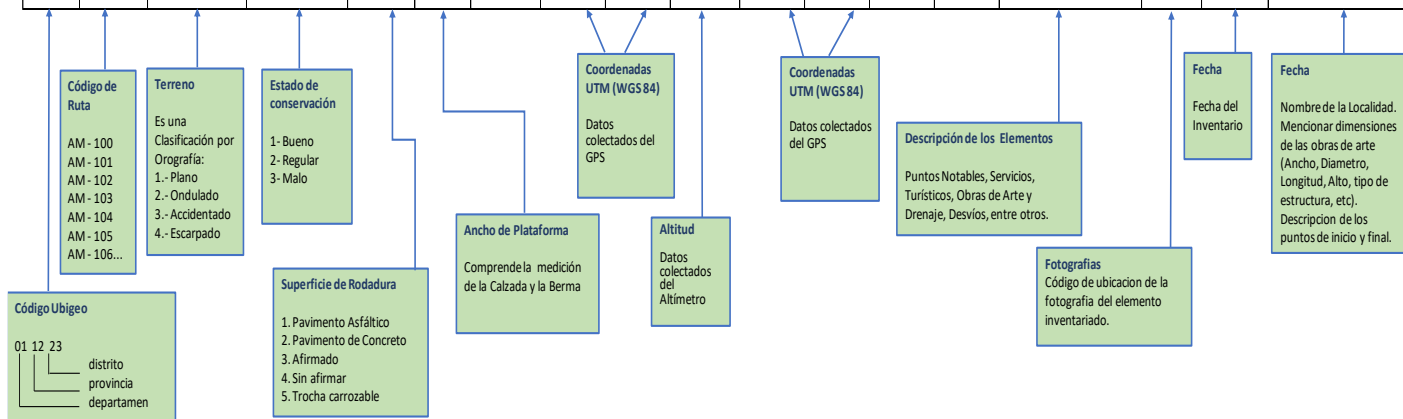 Código de
Ruta
AM - 100
AM - 101
AM - 102
AM - 103
AM - 104
AM - 105
AM - 106...
Terreno
Es una
Clasificación por
Orografía:
1.- Plano
2.- Ondulado
3.- Accidentado
4.- Escarpado
Estado de
conservación
1- Bueno
2- Regular
3- Malo
Coordenadas
UTM (WGS 84)
Datos
colectados del
GPS
Coordenadas
UTM (WGS 84)
Datos colectados
del GPS
Descripción de los Elementos
Puntos Notables, Servicios,
Turísticos, Obras de Arte y
Drenaje, Desvíos, entre otros.
Fecha
Fecha del
Inventario
Fecha
Nombre de la Localidad.
Mencionar dimensiones
de las obras de arte
(Ancho, Diametro,
Longitud, Alto, tipo de
estructura, etc).
Descripcion de los
puntos de inicio y final.
Código Ubigeo
01 12 23
distrito
provincia
departamen
Superficie de Rodadura
1. Pavimento Asfáltico
2. Pavimento de Concreto
3. Afirmado
4. Sin afirmar
5. Trocha carrozable
Ancho de Plataforma
Comprende la medición
de la Calzada y la Berma
Altitud
Datos
colectados
del
Altímetro
Fotografias
Código de ubicacion de la
fotografia del elemento
inventariado.